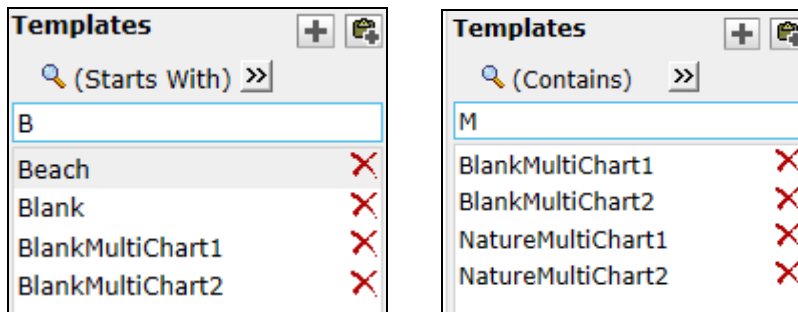 Templates
(Starts With) >>
B
Beach
Blank
BlankMultiChart1
BlankMultiChart2
Templates
(Contains) >>
M
BlankMultiChart1
BlankMultiChart2
NatureMultiChart1
NatureMultiChart2